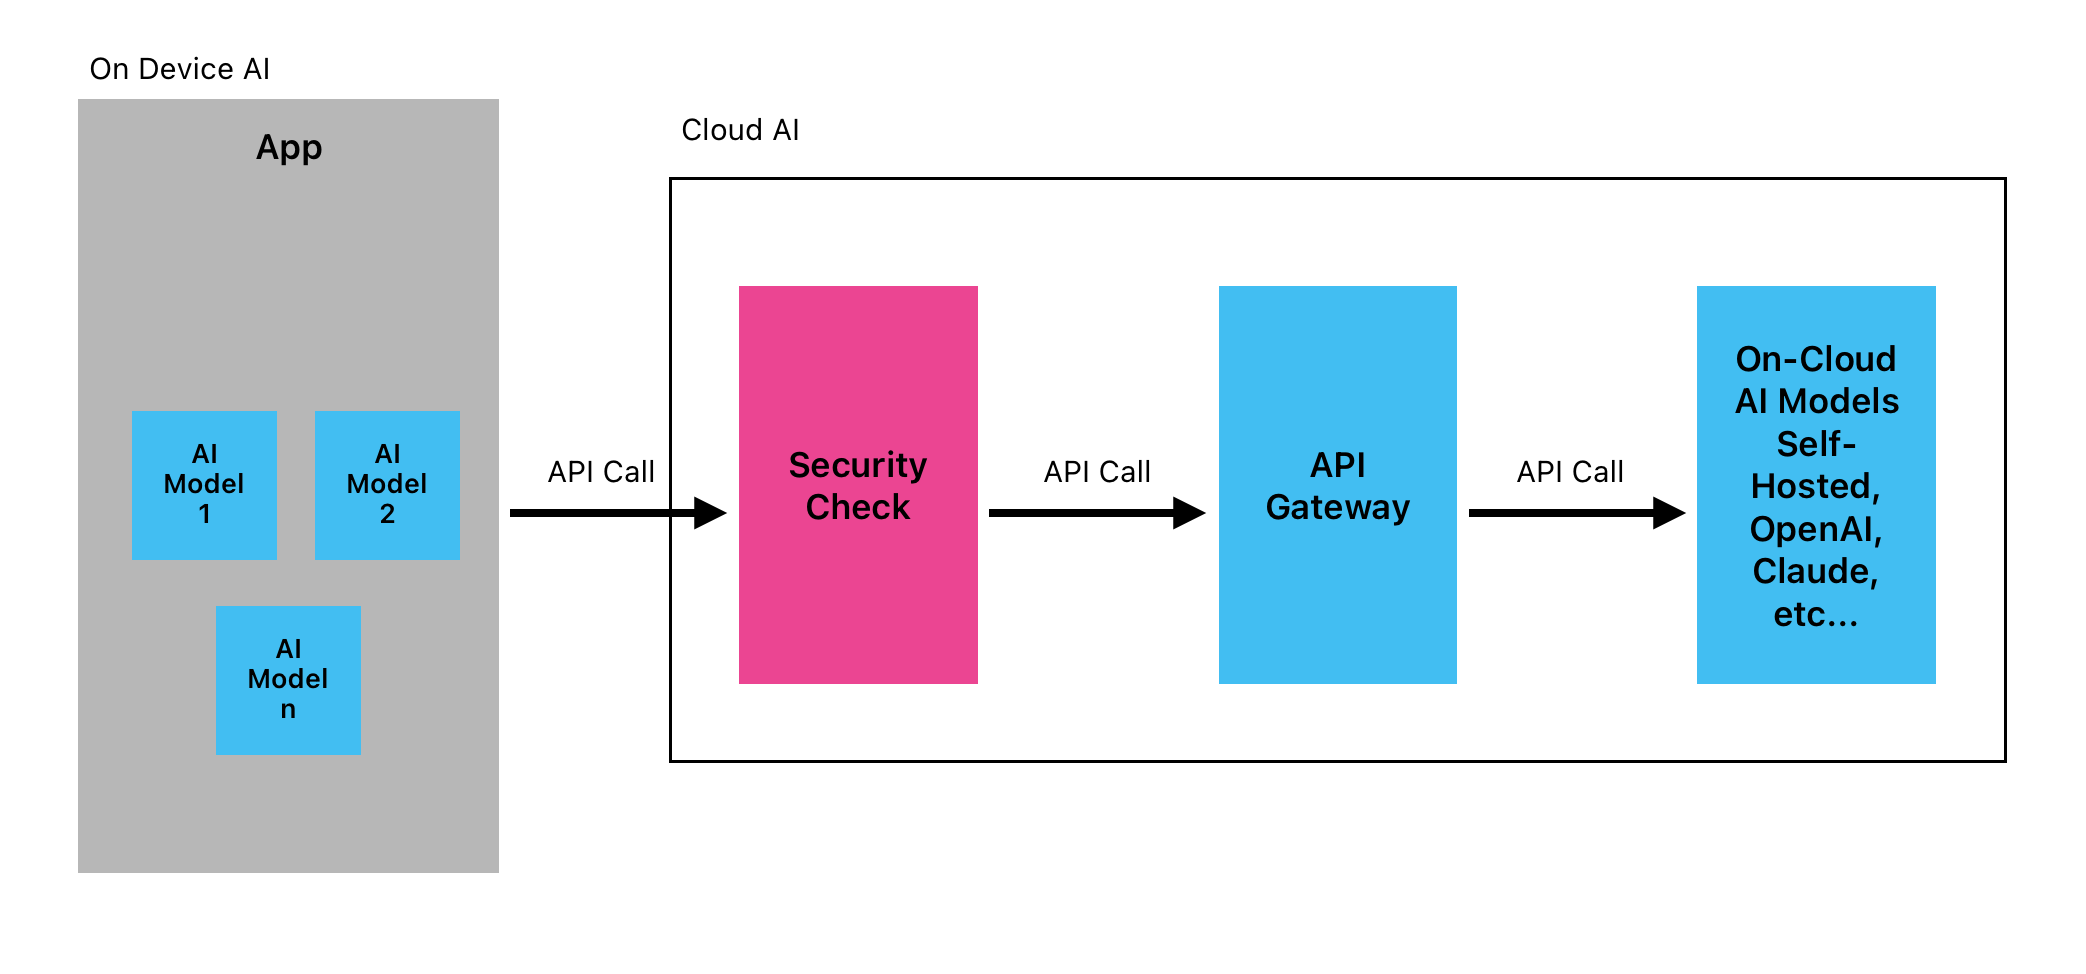 On Device AI
App
AI
Model
1
AI
Model
2
AI
Model
n
API Call
Cloud AI
Security
Check
API Call
API
Gateway
API Call
On-Cloud
AI Models
Self-
Hosted,
OpenAI,
Claude,
etc...